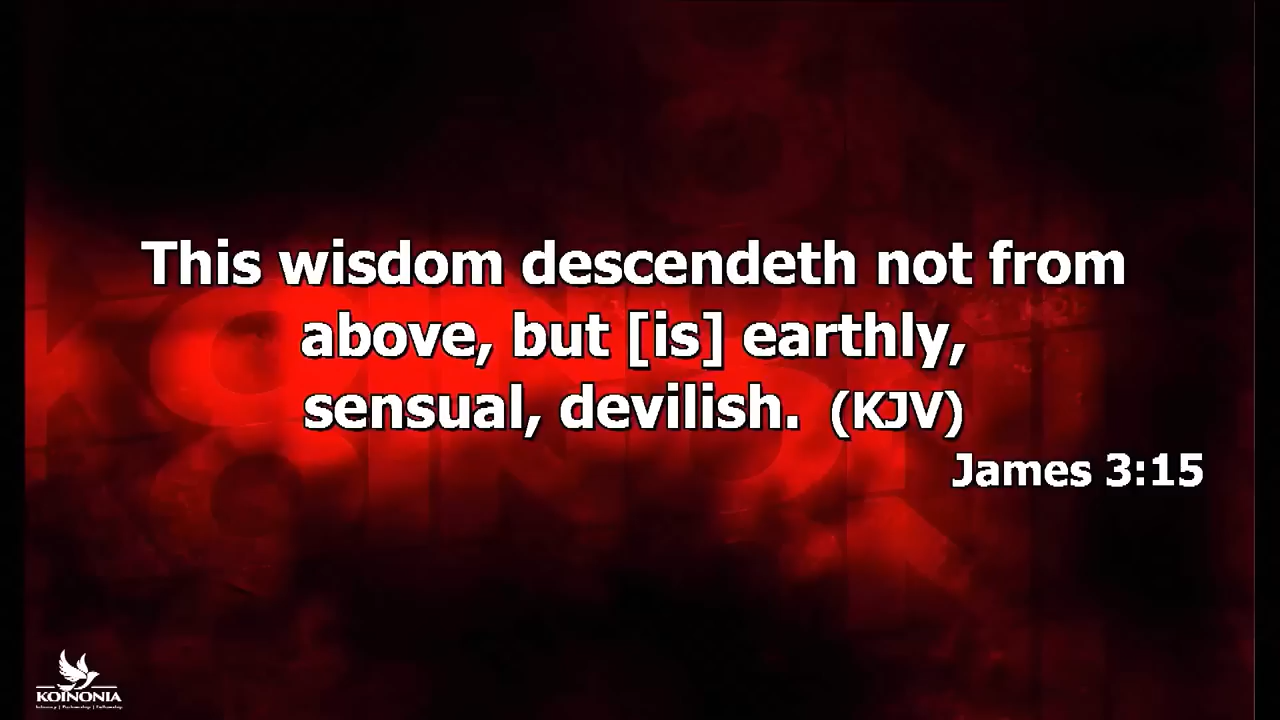 This wisdom descendeth not from
above, but [is] earthly,
sensual, devilish. (KJV)
James 3:15
KOINONIA